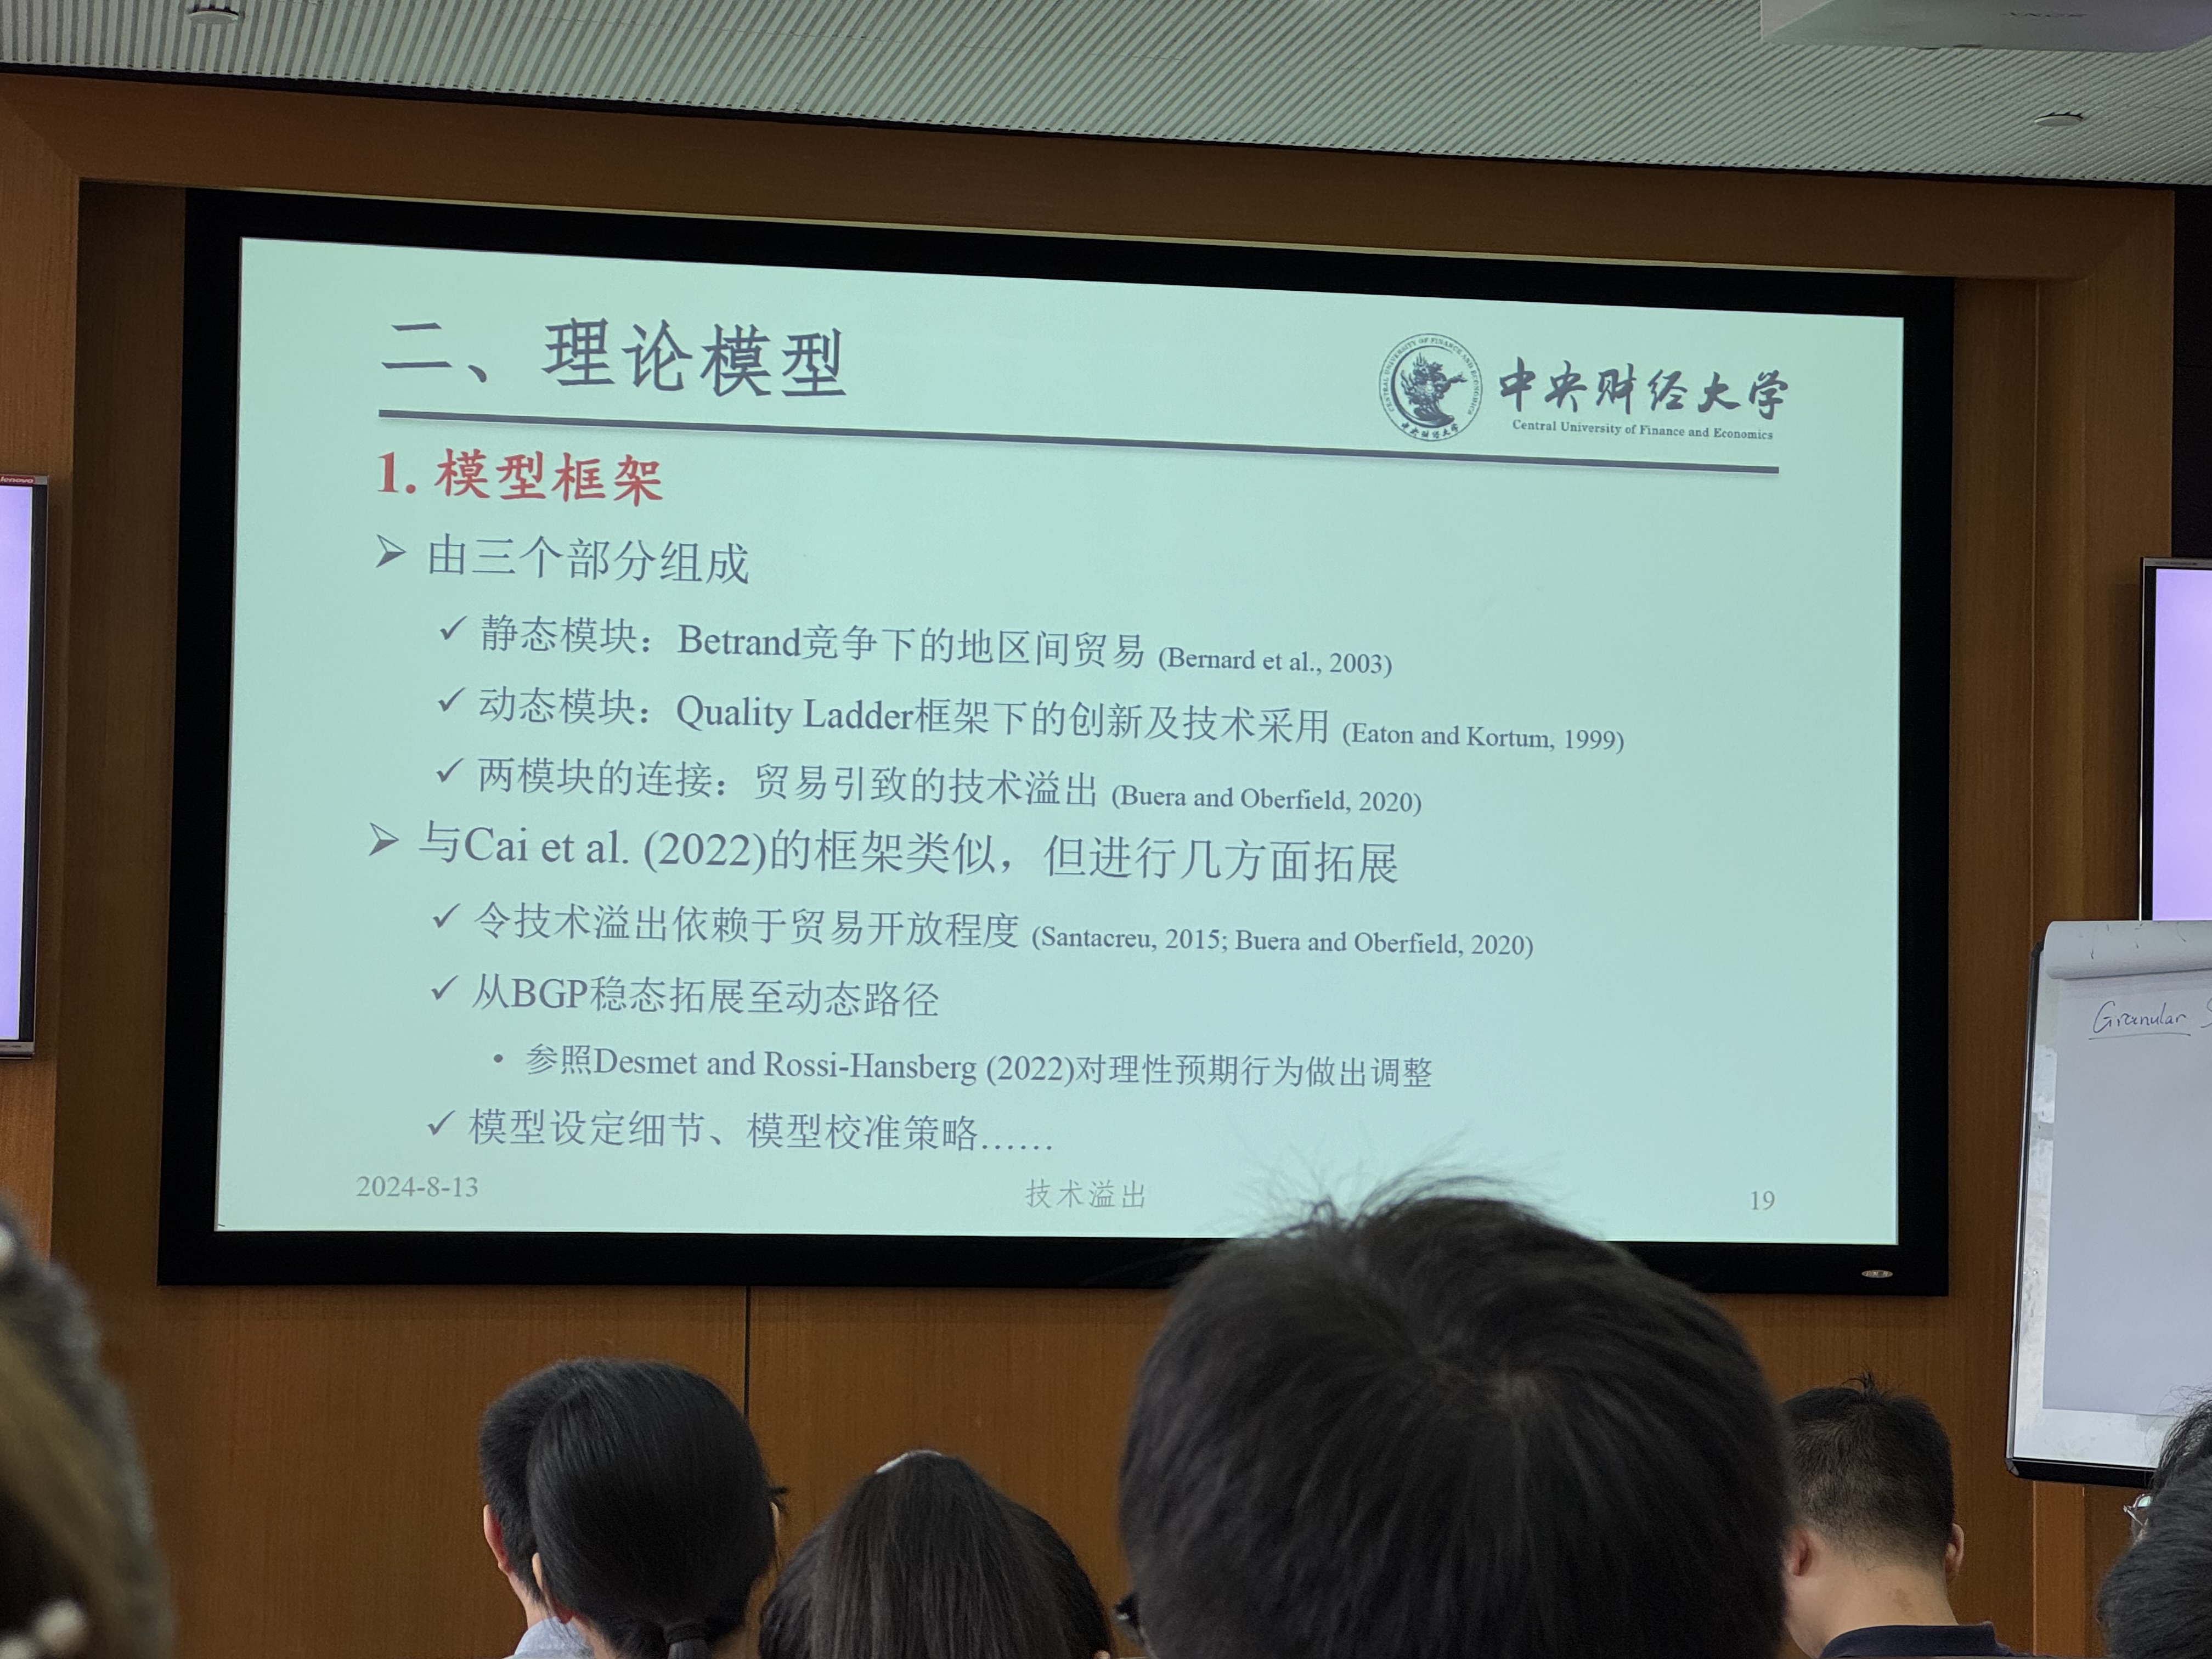 二、理论模型
中央财经大学
Central University of Finance and Economics
1. 模型框架
由三个部分组成
静态模块：Betrand竞争下的地区间贸易 (Bernard et al., 2003)
动态模块：Quality Ladder框架下的创新及技术采用 (Eaton and Kortum, 1999)
两模块的连接：贸易引致的技术溢出 (Buera and Oberfield, 2020)
与Cai et al. (2022)的框架类似，但进行几方面拓展
令技术溢出依赖于贸易开放程度 (Santacreu, 2015; Buera and Oberfield, 2020)
从BGP稳态拓展至动态路径
参照Desmet and Rossi-Hansberg (2022)对理性预期行为做出调整
模型设定细节、模型校准策略……
2024-8-13
技术溢出
19
lenovo
Granular
SONY